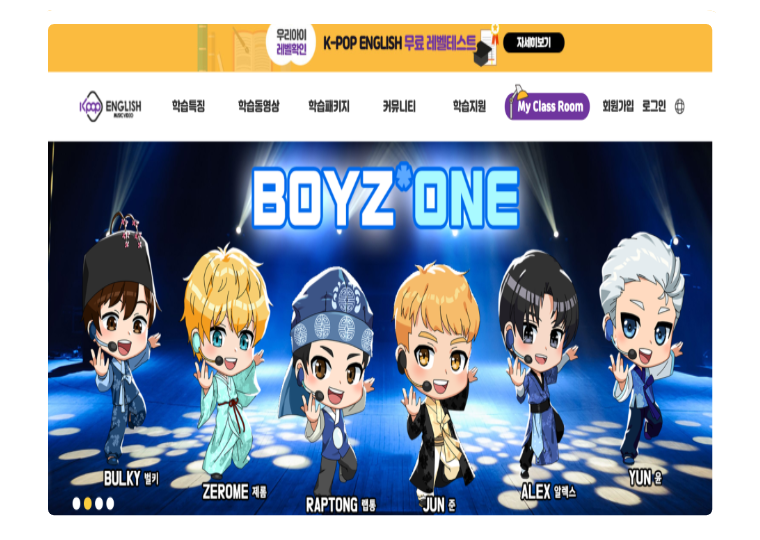 우리아이
레벨확인
K-POP ENGLISH 무료 레벨테스트
자세히보기
Kpop ENGLISH
MUSIC VIDEO
학습특징 학습동영상 학습패키지 커뮤니티 학습지원 My Class Room 회원가입 로그인
BOYZ*ONE
BULKY 벌키
ZEROME 제롬
RAPTONG 랩통
JUN 준
ALEX 알렉스
YUN 윤